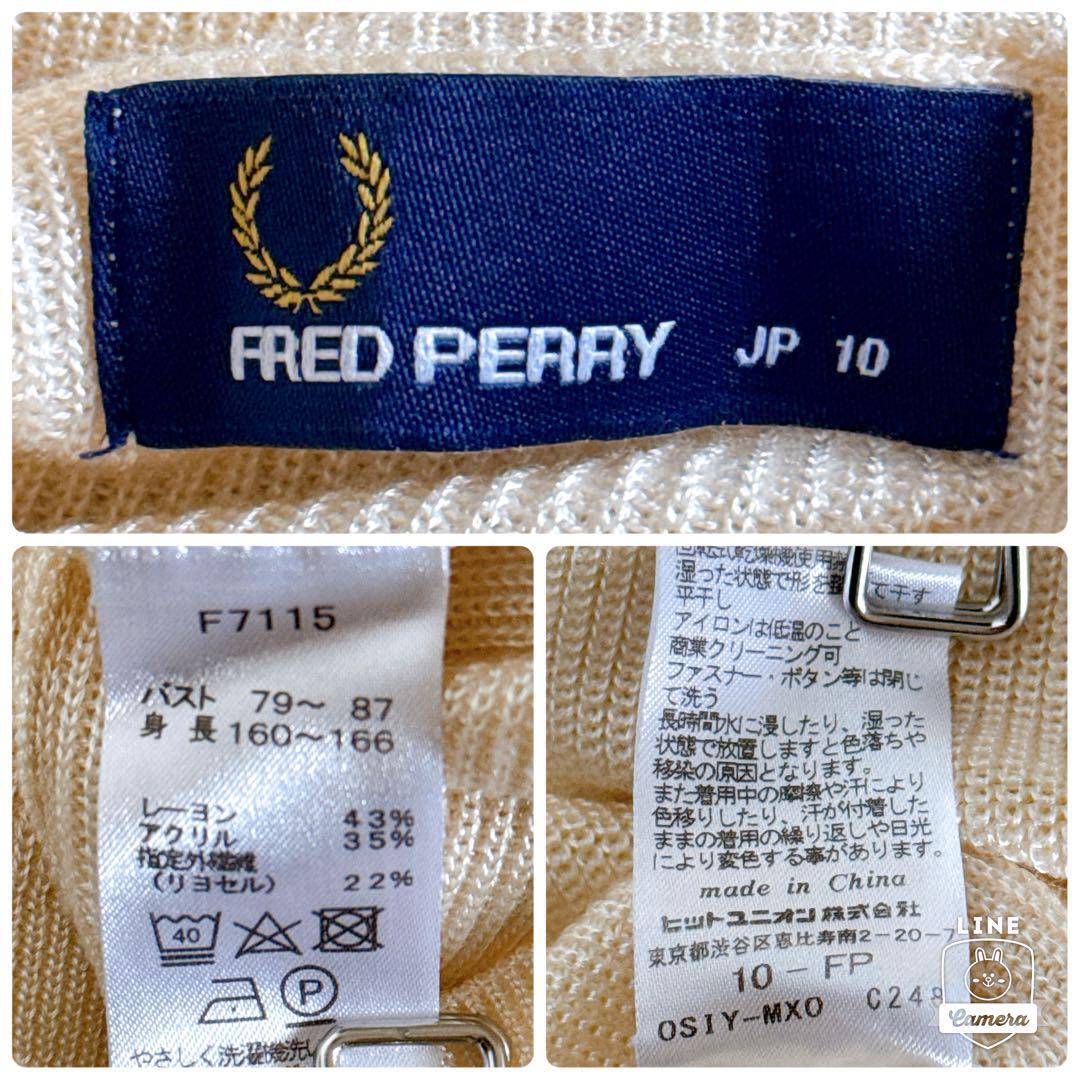 FRED PERRY JP 10
F7115
バスト 79～ 87
身 長 160～166
レーヨン 43%
アクリル 35%
指定外繊維
(リヨセル) 22%
40
P
やさしく洗
湿った状態で形を整 て干す
平干し
アイロンは低温のこと
商業クリーニング可
ファスナー・ボタン等は閉じ
て洗う
長時間水に浸したり、湿った
状態で放置しますと色落ちや
移染の原因となります。
また着用中の摩擦や汗により
色移りしたり、汗が付着した
ままの着用の繰り返しや日光
により変色する事があります。
made in China
ヒットユニオン株式会社
東京都渋谷区恵比寿南2-20-7
10-FP
OSIY-MXO C248
LINE
Camera